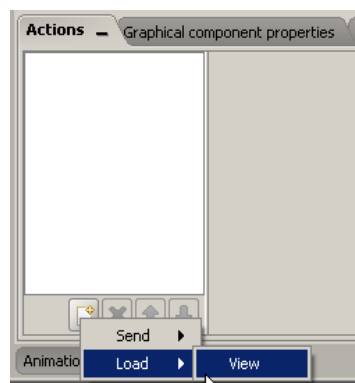 Actions Graphical component properties
Send
Animatio
Load View